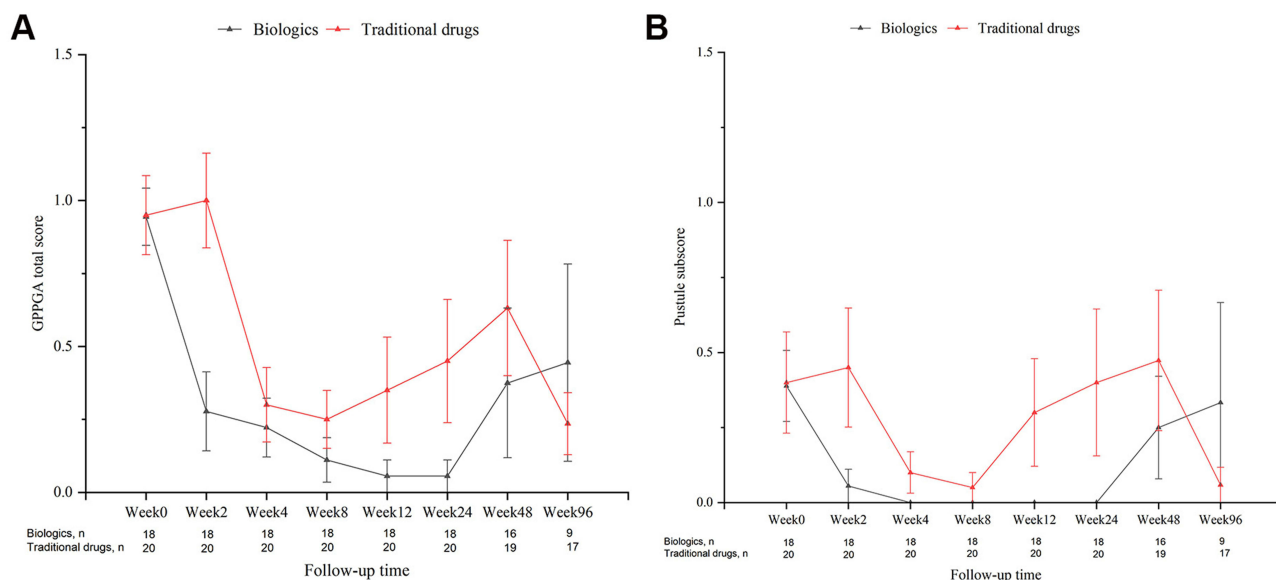 A
Biologics Traditional drugs
1.5
1.0
0.5
0.0
GPPGA total score
Week0 Week2 Week4 Week8 Week12 Week24 Week48 Week96
Biologics, n 18 18 18 18 18 18 16 9
Traditional drugs, n 20 20 20 20 20 20 19 17
Follow-up time
B
Biologics Traditional drugs
1.5
1.0
0.5
0.0
Pustule subscore
Week0 Week2 Week4 Week8 Week12 Week24 Week48 Week96
Biologics, n 18 18 18 18 18 18 16 9
Traditional drugs, n 20 20 20 20 20 20 19 17
Follow-up time